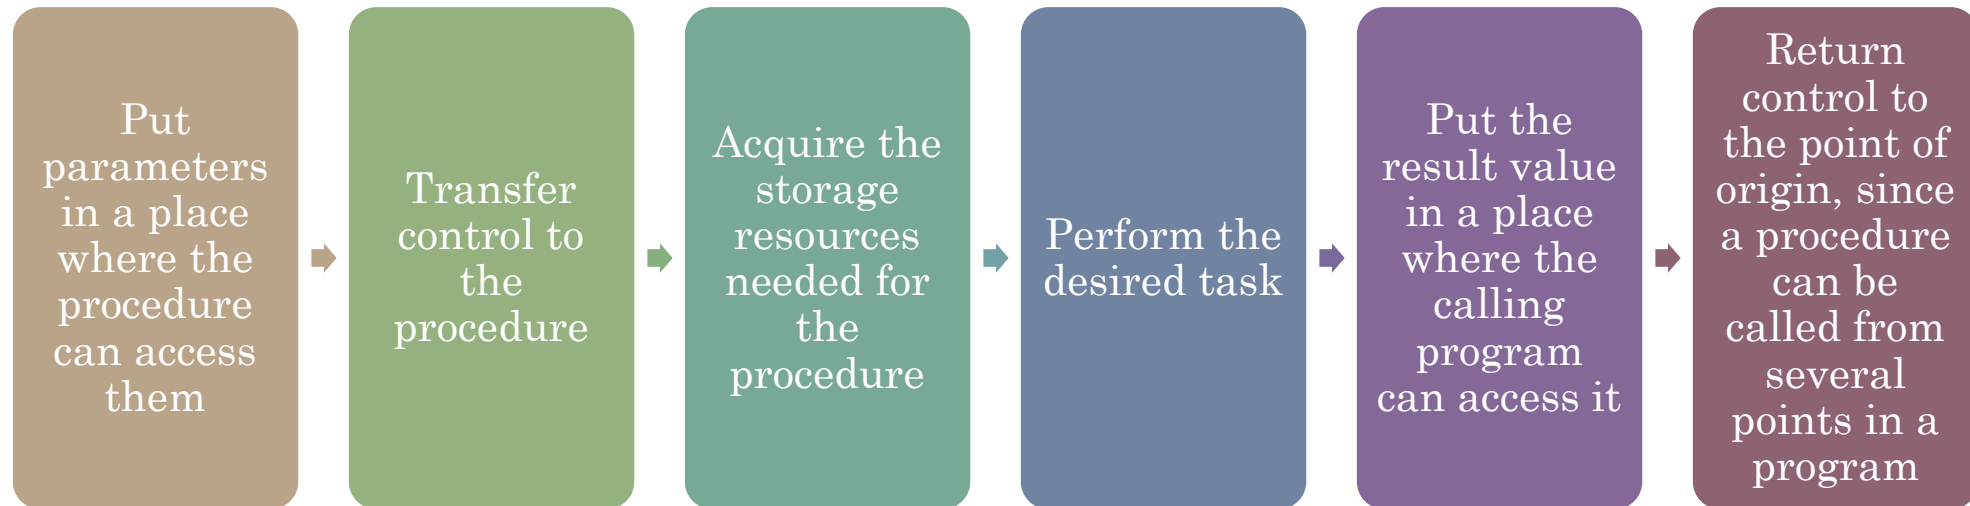 Put
parameters
in a place
where the
procedure
can access
them
Transfer
control to
the
procedure
Acquire the
storage
resources
needed for
the
procedure
Perform the
desired task
Put the
result value
in a place
where the
calling
program
can access it
Return
control to
the point of
origin, since
a procedure
can be
called from
several
points in a
program